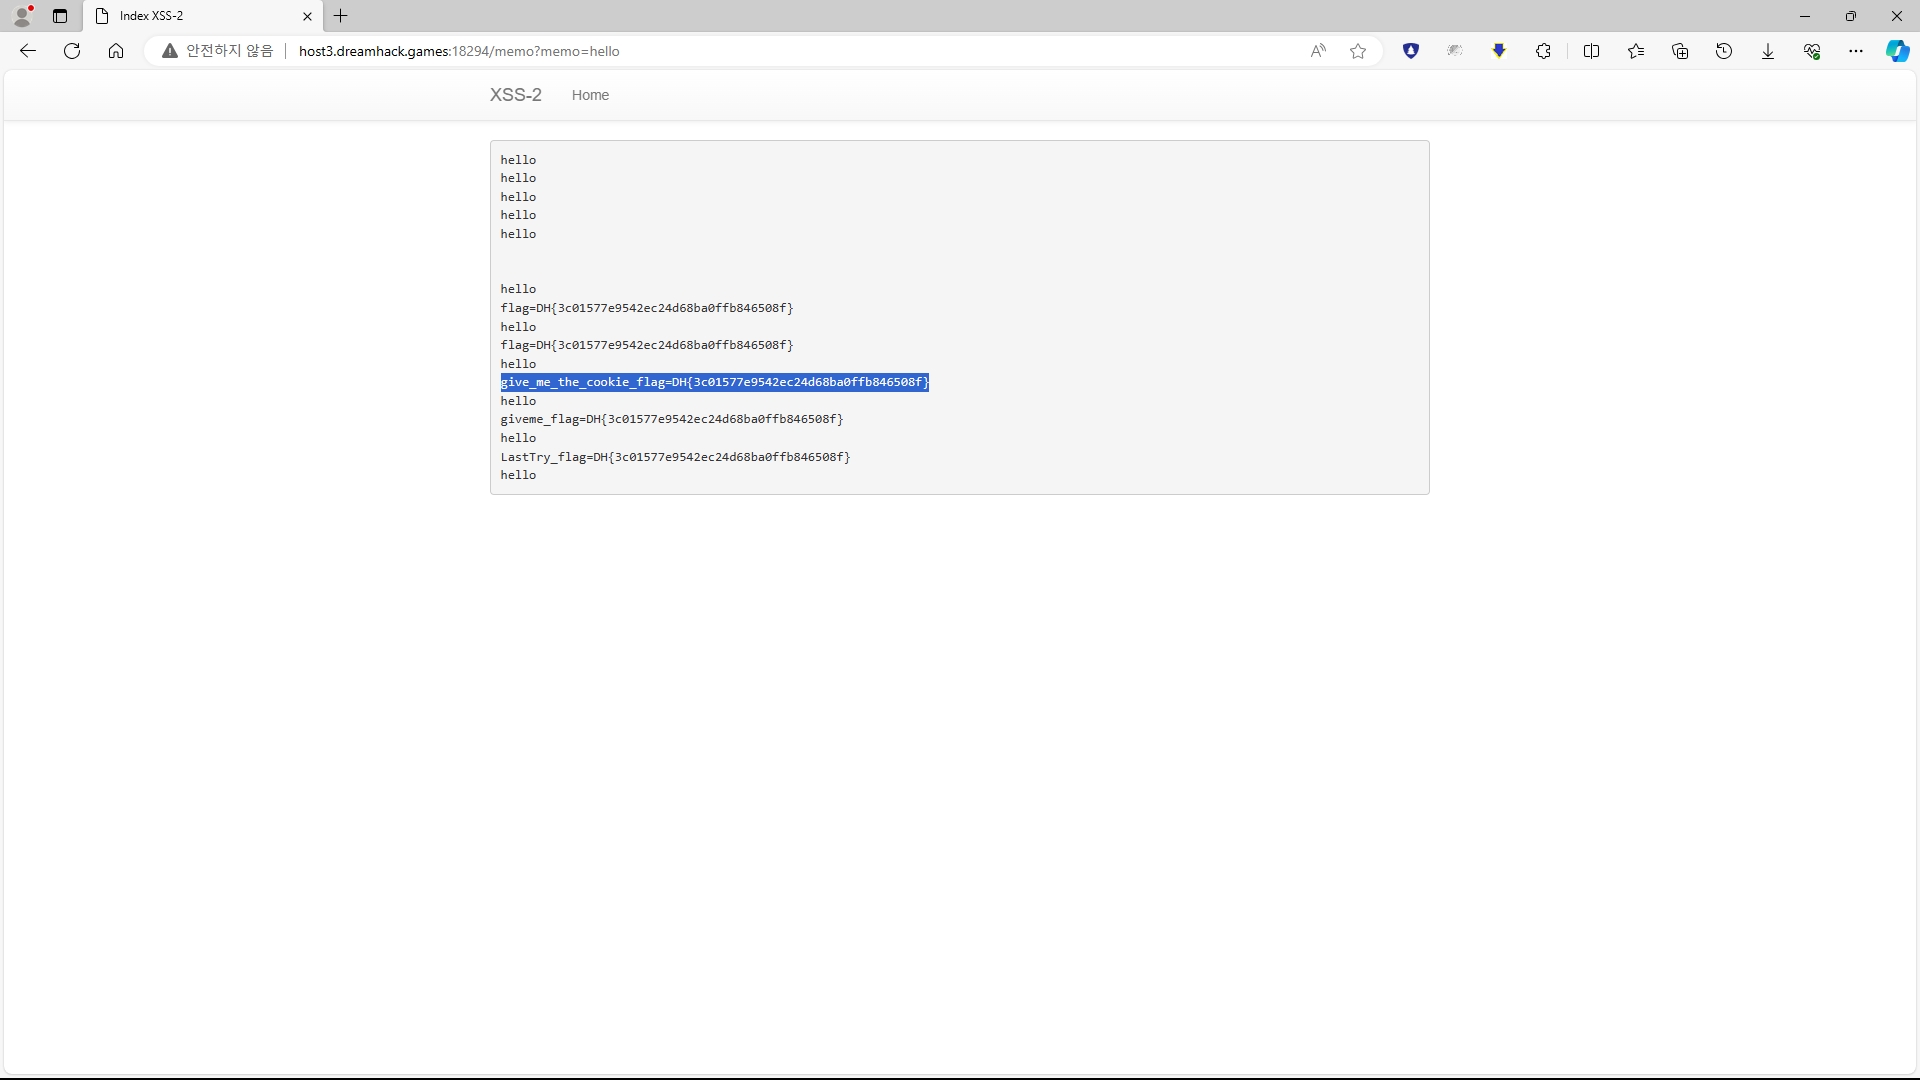 Index XSS-2
안전하지 않음
host3.dreamhack.games:18294/memo?memo=hello
XSS-2 Home
hello
hello
hello
hello
hello
hello
flag=DH{3c01577e9542ec24d68ba0ffb846508f}
hello
flag=DH{3c01577e9542ec24d68ba0ffb846508f}
hello
give_me_the_cookie_flag=DH{3c01577e9542ec24d68ba0ffb846508f}
hello
giveme_flag=DH{3c01577e9542ec24d68ba0ffb846508f}
hello
LastTry_flag=DH{3c01577e9542ec24d68ba0ffb846508f}
hello